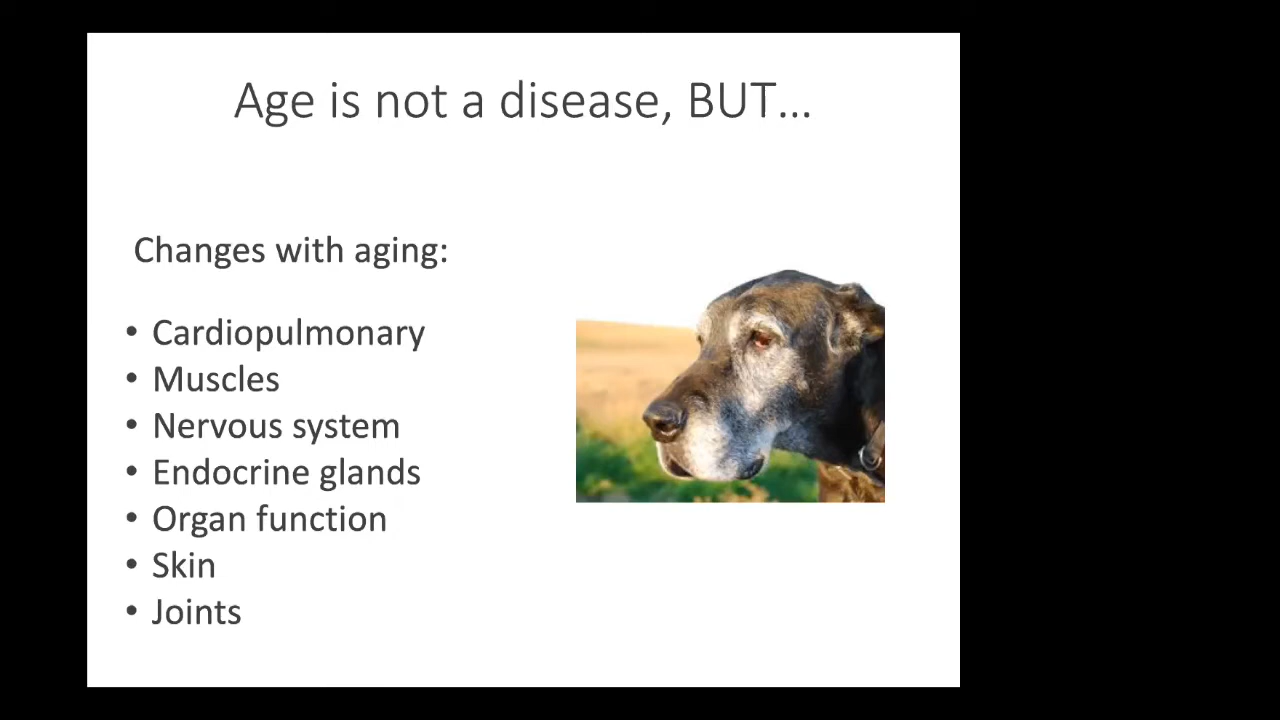 Age is not a disease, BUT...
Changes with aging:
• Cardiopulmonary
• Muscles
• Nervous system
• Endocrine glands
• Organ function
• Skin
• Joints